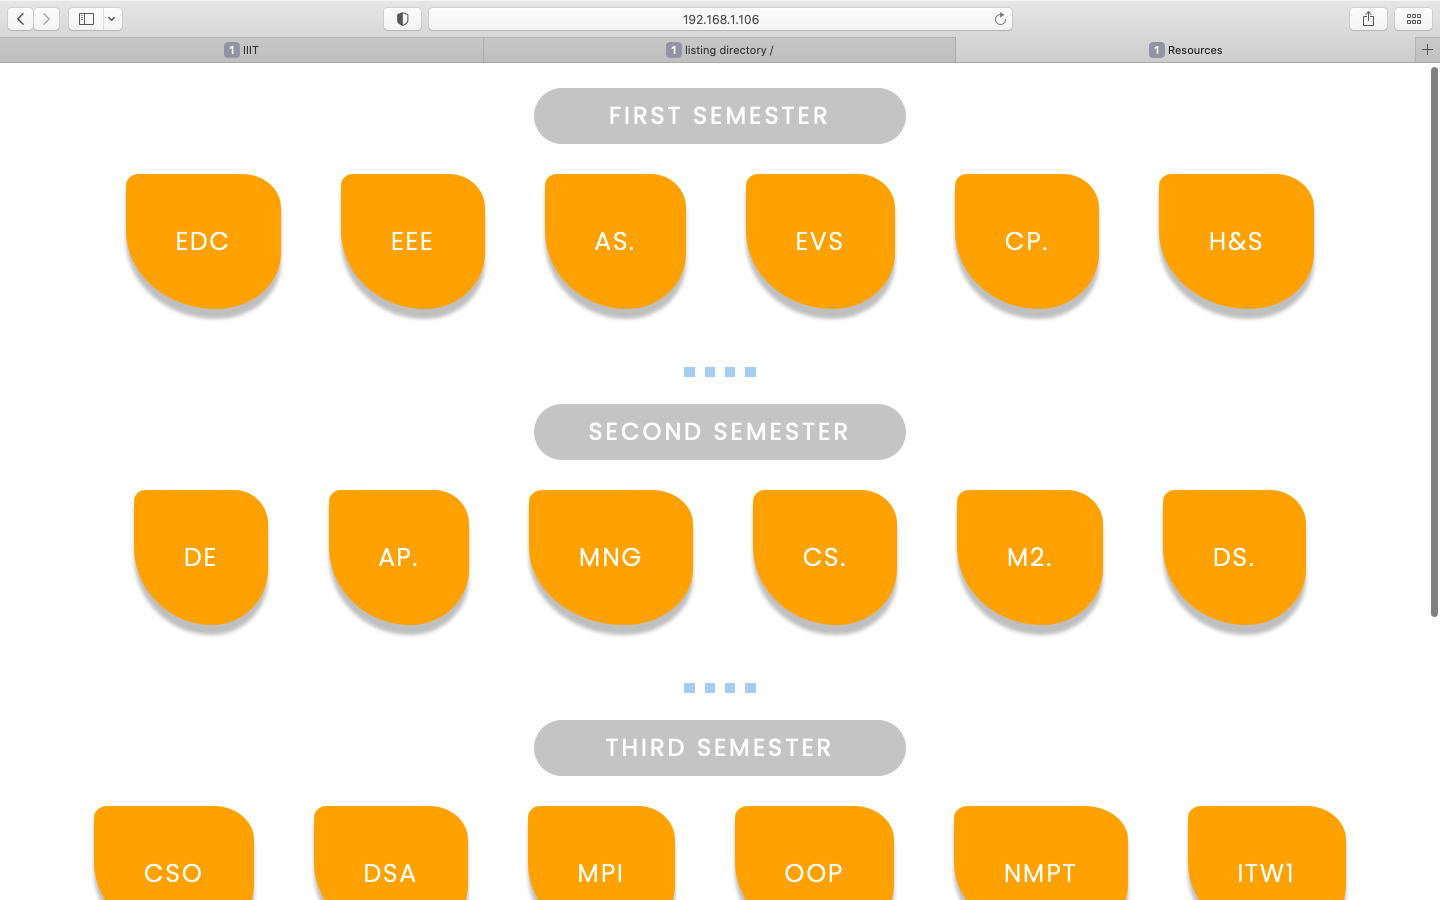 192.168.1.106
1 IIIT
1 listing directory /
1 Resources
FIRST SEMESTER
EDC EEE AS. EVS CP. H&S
SECOND SEMESTER
DE AP. MNG CS. M2. DS.
THIRD SEMESTER
CSO DSA MPI OOP NMPT ITW1